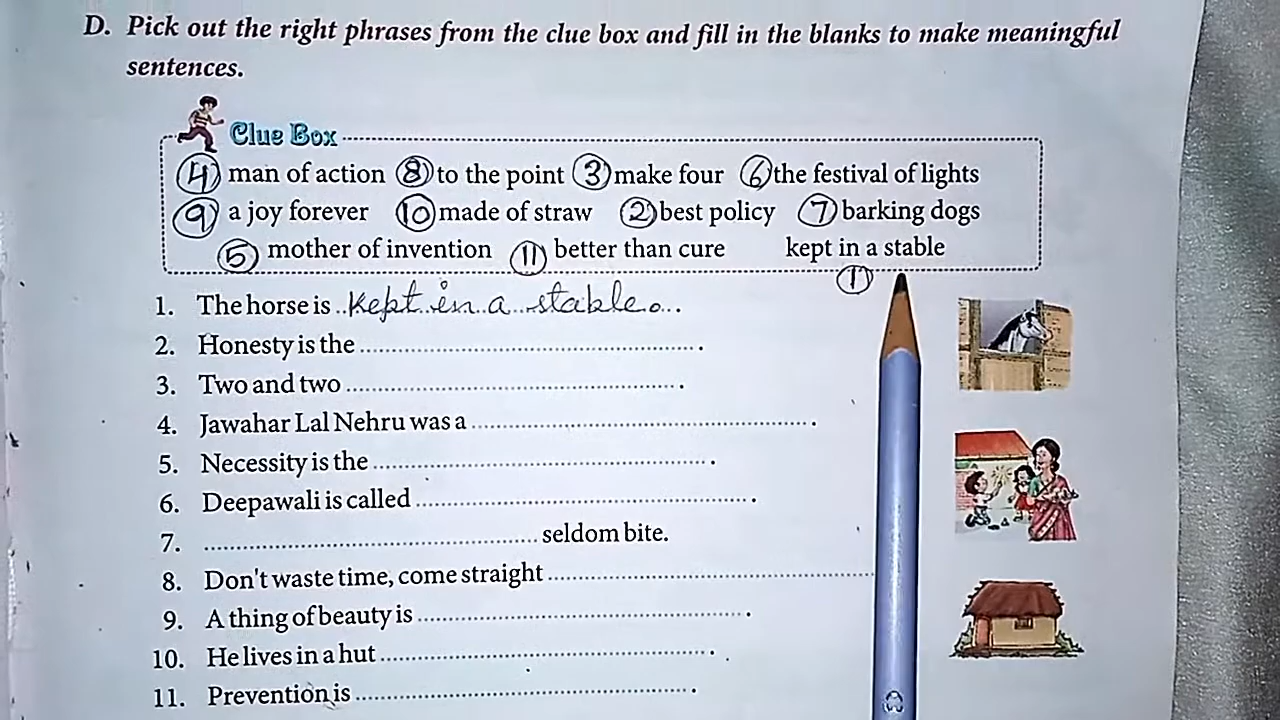 D. Pick out the right phrases from the clue box and fill in the blanks to make meaningful
sentences.
Clue Box
④ man of action ⑧ to the point ③ make four ⑥ the festival of lights
⑨ a joy forever ⑩ made of straw ② best policy ⑦ barking dogs
⑤ mother of invention ⑪ better than cure kept in a stable
①
1. The horse is kept in a stable.
2. Honesty is the ........................ .
3. Two and two ........................ .
4. Jawahar Lal Nehru was a ........................ .
5. Necessity is the ........................ .
6. Deepawali is called ........................ .
7. ........................ seldom bite.
8. Don't waste time, come straight ........................
9. A thing of beauty is ........................ .
10. He lives in a hut ........................ .
11. Prevention is ........................ .